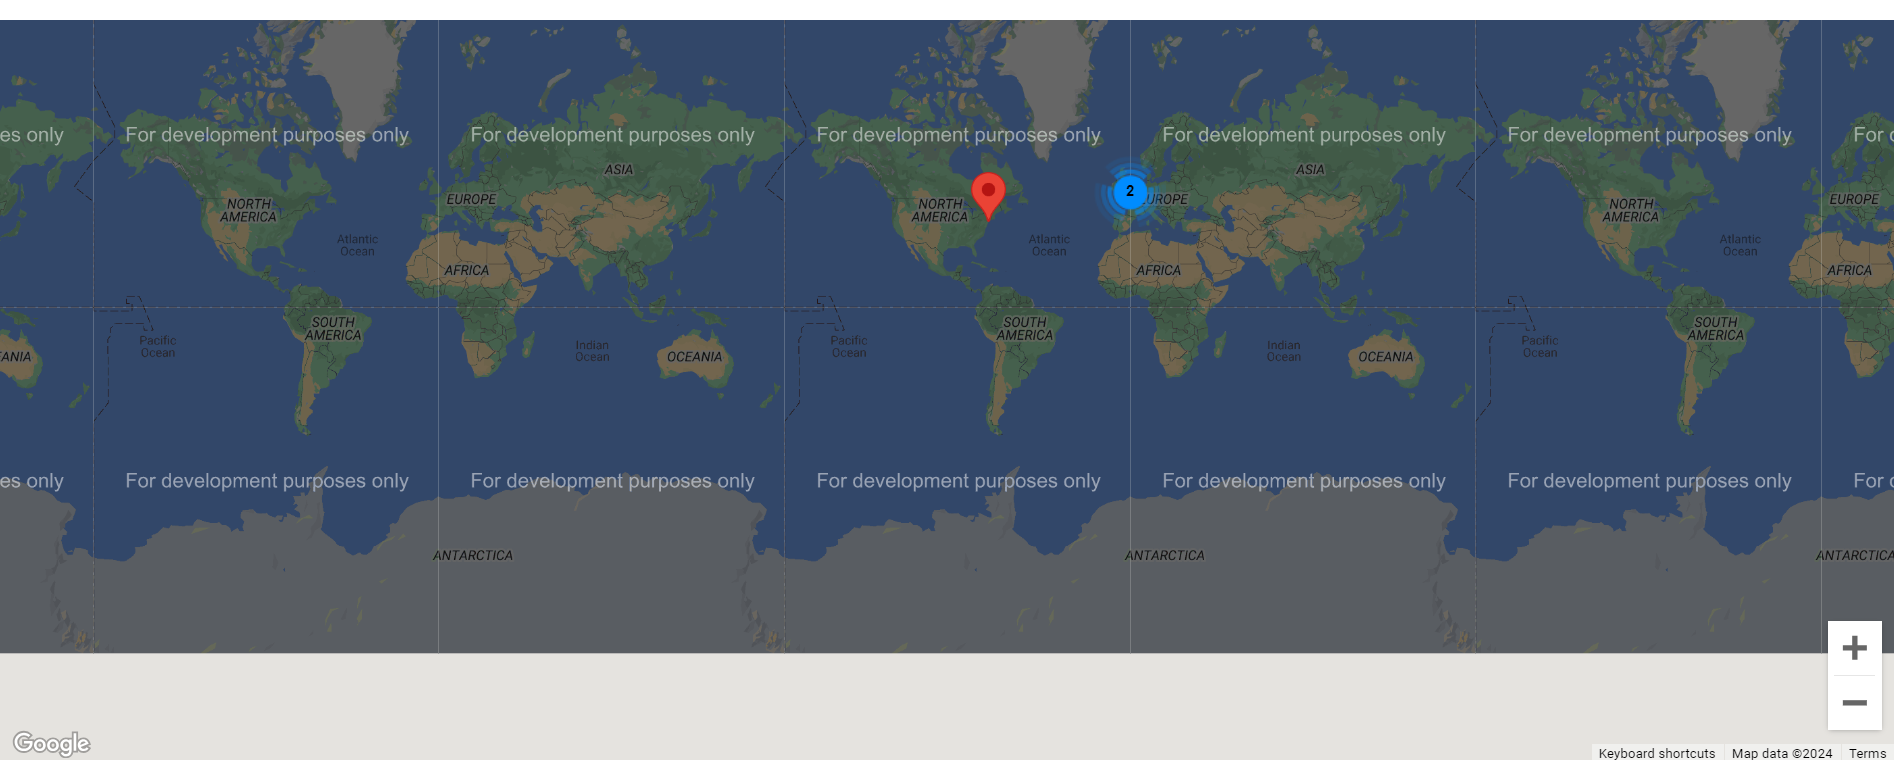 es only
For development purposes only
For development purposes only
For development purposes only
For development purposes only
For development purposes only
For d
ASIA
ASIA
NORTH
AMERICA
EUROPE
NORTH
AMERICA
2
EUROPE
NORTH
AMERICA
EUROPE
Atlantic
Ocean
Atlantic
Ocean
Atlantic
Ocean
AFRICA
AFRICA
AFRICA
SOUTH
AMERICA
SOUTH
AMERICA
SOUTH
AMERICA
ANIA
Pacific
Ocean
Indian
Ocean
OCEANIA
Pacific
Ocean
Indian
Ocean
OCEANIA
Pacific
Ocean
es only
For development purposes only
For development purposes only
For development purposes only
For development purposes only
For development purposes only
For d
ANTARCTICA
ANTARCTICA
ANTARCTICA
Google
Keyboard shortcuts
Map data ©2024
Terms